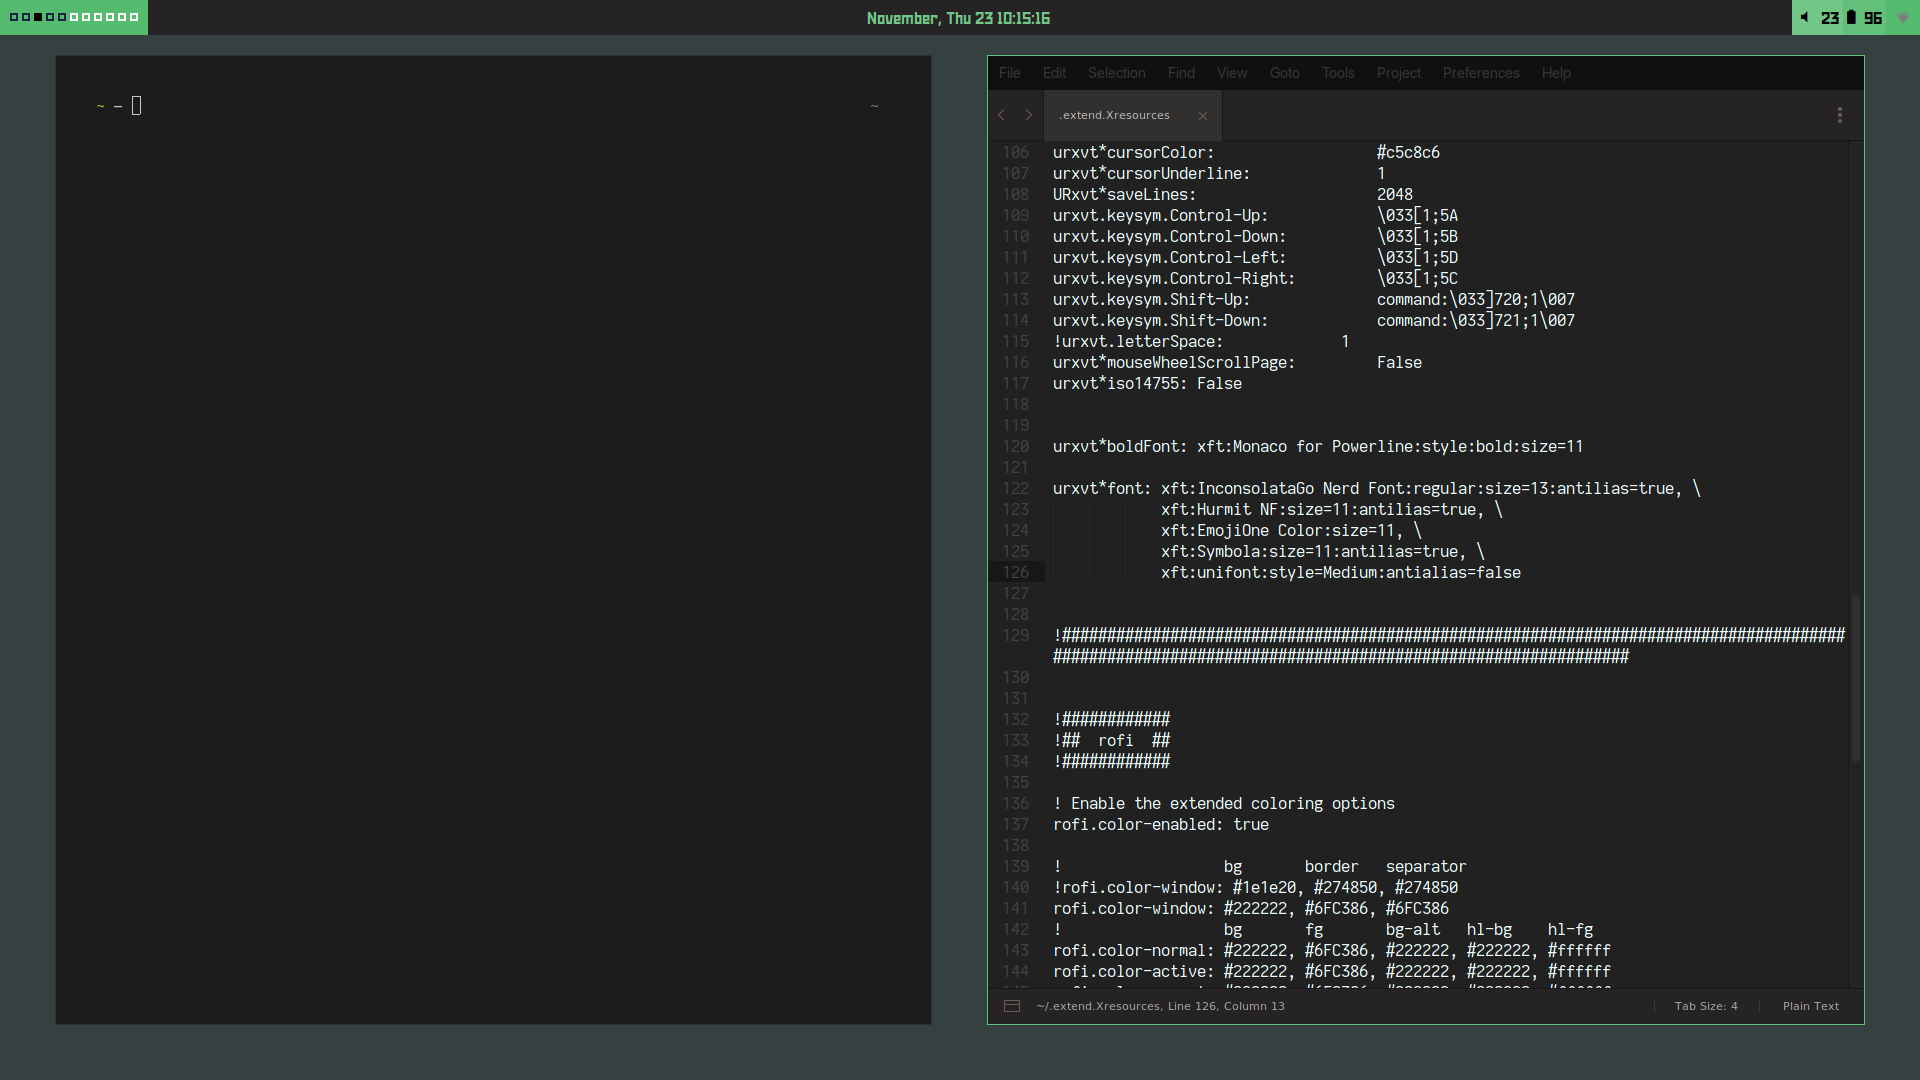 November, Thu 23 10:15:16
23 96
~ – ~
File Edit Selection Find View Goto Tools Project Preferences Help
.extend.Xresources
106 urxvt*cursorColor: #c5c8c6
107 urxvt*cursorUnderline: 1
108 URxvt*saveLines: 2048
109 urxvt.keysym.Control-Up: \033[1;5A
110 urxvt.keysym.Control-Down: \033[1;5B
111 urxvt.keysym.Control-Left: \033[1;5D
112 urxvt.keysym.Control-Right: \033[1;5C
113 urxvt.keysym.Shift-Up: command:\033]720;1\007
114 urxvt.keysym.Shift-Down: command:\033]721;1\007
115 !urxvt.letterSpace: 1
116 urxvt*mouseWheelScrollPage: False
117 urxvt*iso14755: False
118
119
120 urxvt*boldFont: xft:Monaco for Powerline:style:bold:size=11
121
122 urxvt*font: xft:InconsolataGo Nerd Font:regular:size=13:antilias=true, \
123 xft:Hurmit NF:size=11:antilias=true, \
124 xft:EmojiOne Color:size=11, \
125 xft:Symbola:size=11:antilias=true, \
126 xft:unifont:style=Medium:antialias=false
127
128
129 !#######################################################################################
################################################################
130
131
132 !############
133 !## rofi ##
134 !############
135
136 ! Enable the extended coloring options
137 rofi.color-enabled: true
138
139 ! bg border separator
140 !rofi.color-window: #1e1e20, #274850, #274850
141 rofi.color-window: #222222, #6FC386, #6FC386
142 ! bg fg bg-alt hl-bg hl-fg
143 rofi.color-normal: #222222, #6FC386, #222222, #222222, #ffffff
144 rofi.color-active: #222222, #6FC386, #222222, #222222, #ffffff
~/.extend.Xresources, Line 126, Column 13 Tab Size: 4 Plain Text